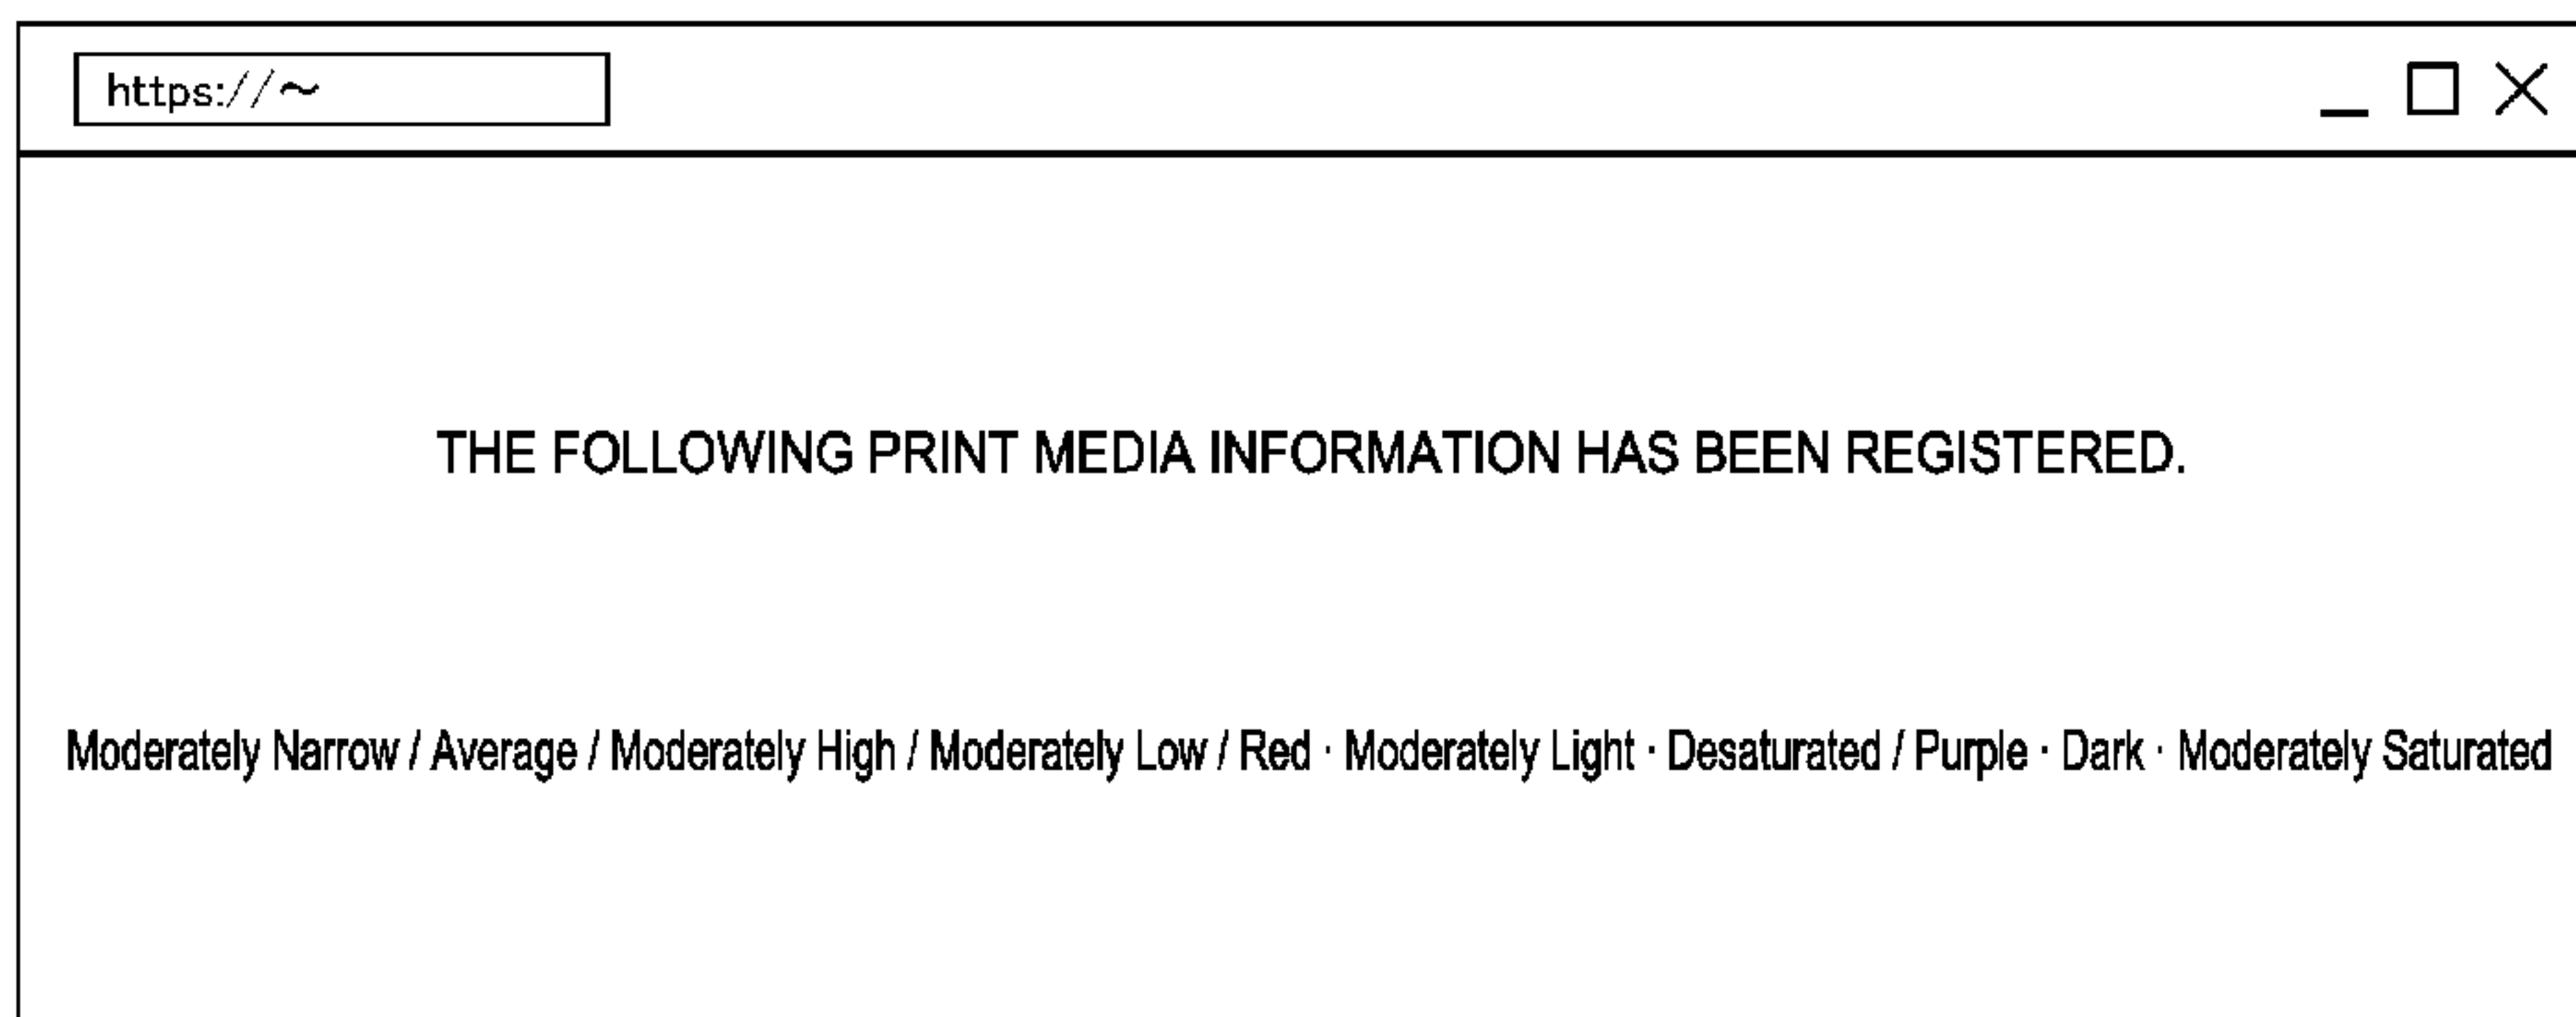 https://~
THE FOLLOWING PRINT MEDIA INFORMATION HAS BEEN REGISTERED.
Moderately Narrow / Average / Moderately High / Moderately Low / Red · Moderately Light · Desaturated / Purple · Dark · Moderately Saturated